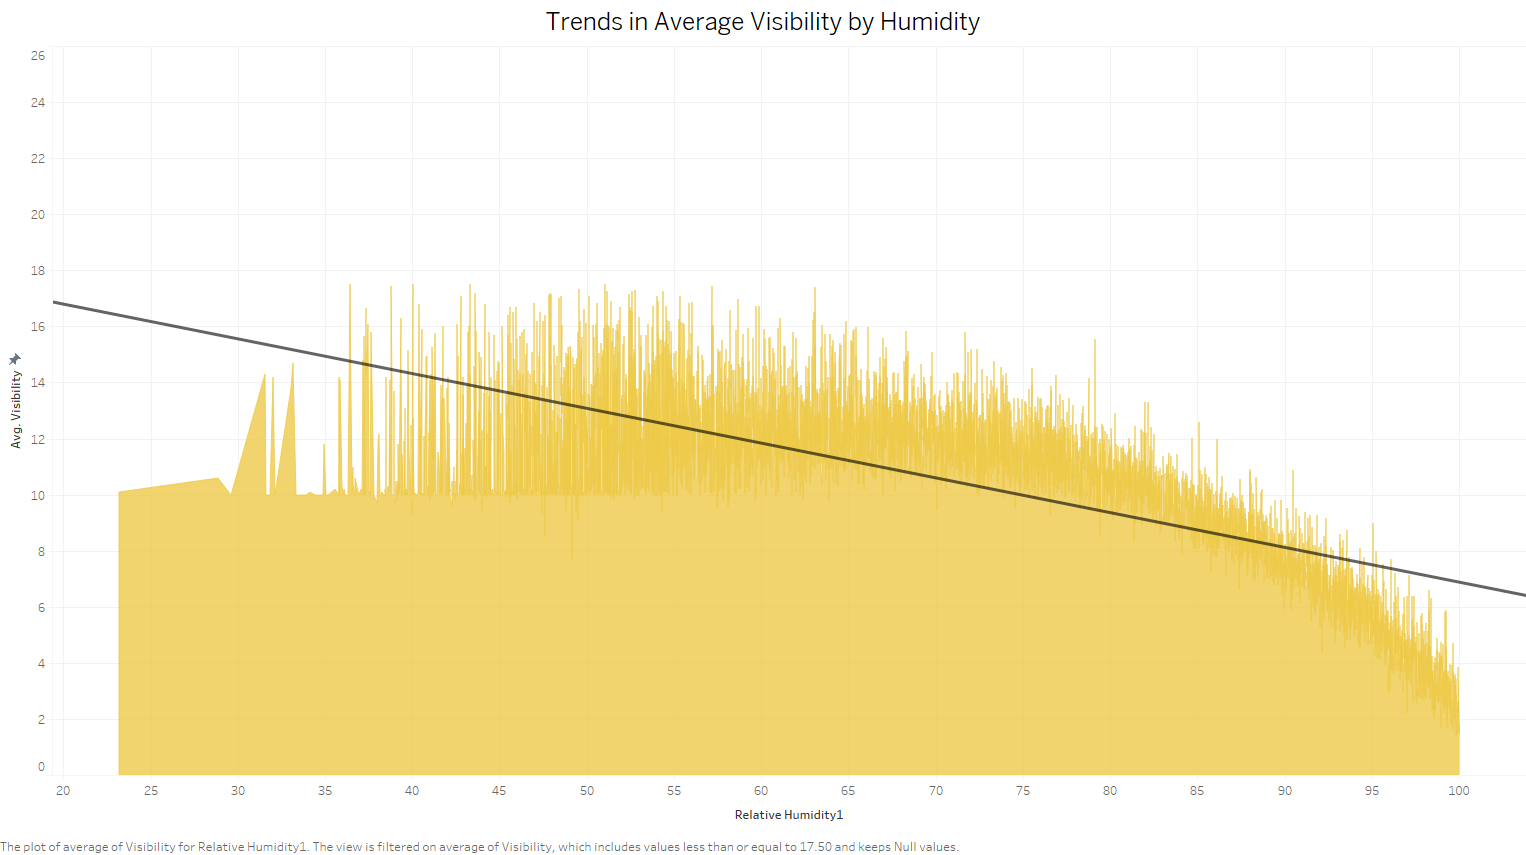 Trends in Average Visibility by Humidity
26
24
22
20
18
16
14
12
10
8
6
4
2
0
Avg. Visibility
20 25 30 35 40 45 50 55 60 65 70 75 80 85 90 95 100
Relative Humidity1
The plot of average of Visibility for Relative Humidity1. The view is filtered on average of Visibility, which includes values less than or equal to 17.50 and keeps Null values.